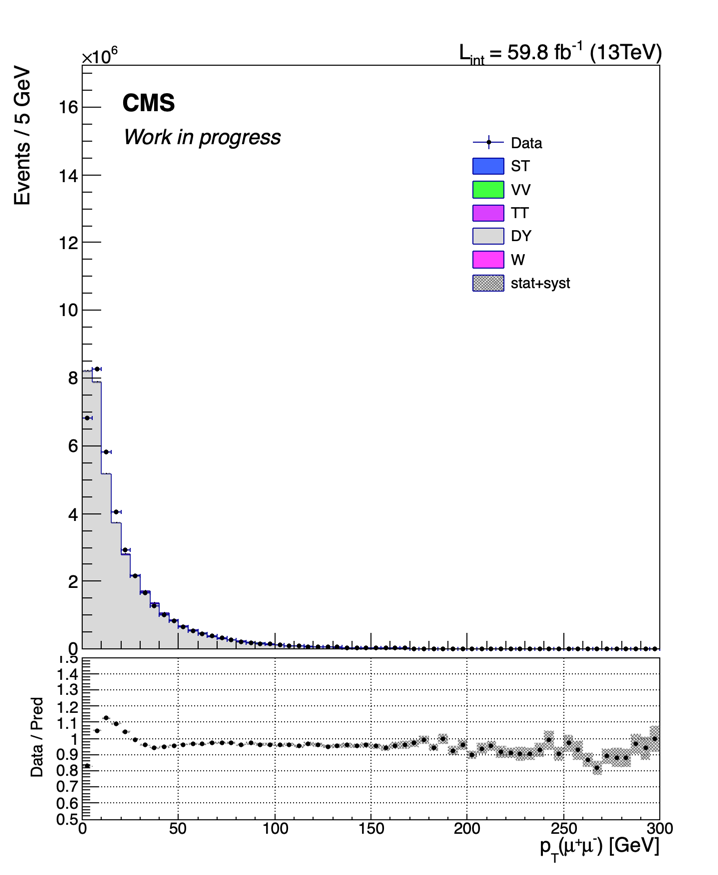 ×10⁶
L_int = 59.8 fb⁻¹ (13TeV)
Events / 5 GeV
CMS
Work in progress
16
14
12
10
8
6
4
2
0
Data
ST
VV
TT
DY
W
stat+syst
Data / Pred
1.5
1.4
1.3
1.2
1.1
1
0.9
0.8
0.7
0.6
0.5
0 50 100 150 200 250 300
p_T(μ⁺μ⁻) [GeV]